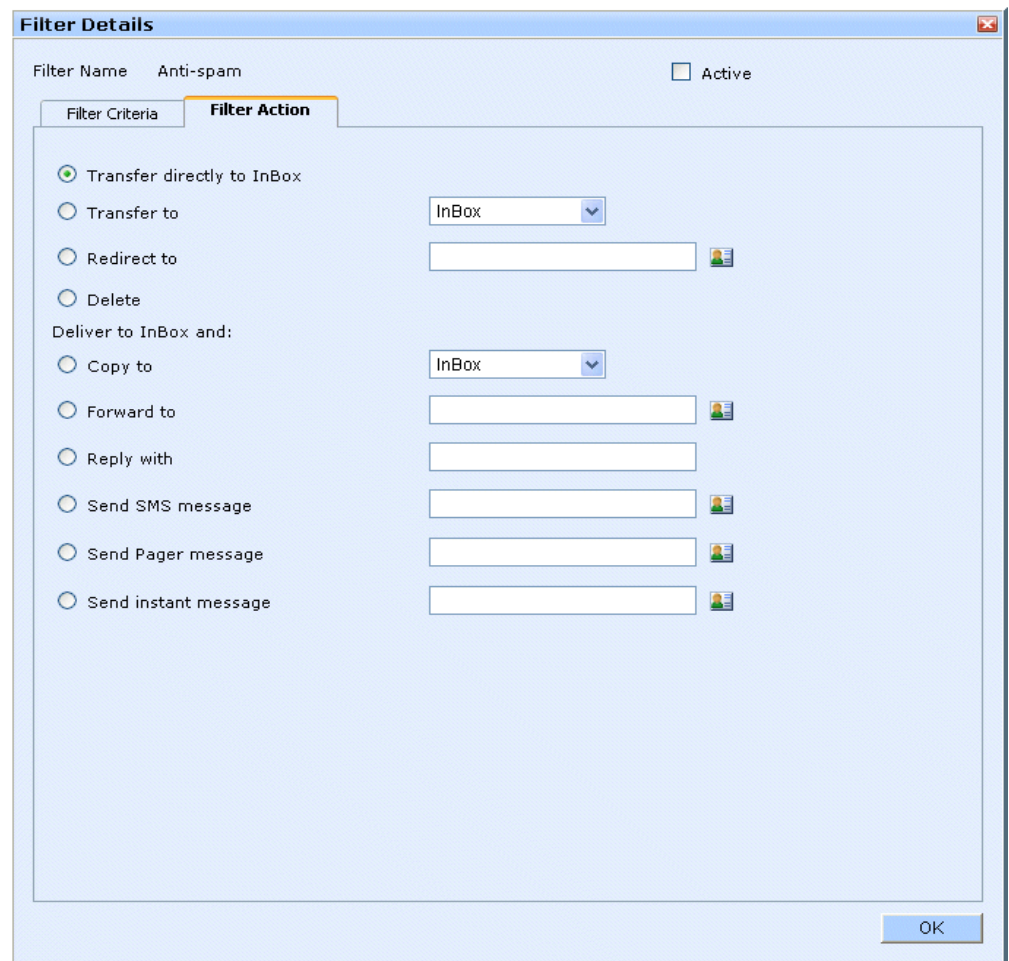 Filter Details
Filter Name Anti-spam Active
Filter Criteria Filter Action
Transfer directly to InBox
Transfer to InBox
Redirect to
Delete
Deliver to InBox and:
Copy to InBox
Forward to
Reply with
Send SMS message
Send Pager message
Send instant message
OK